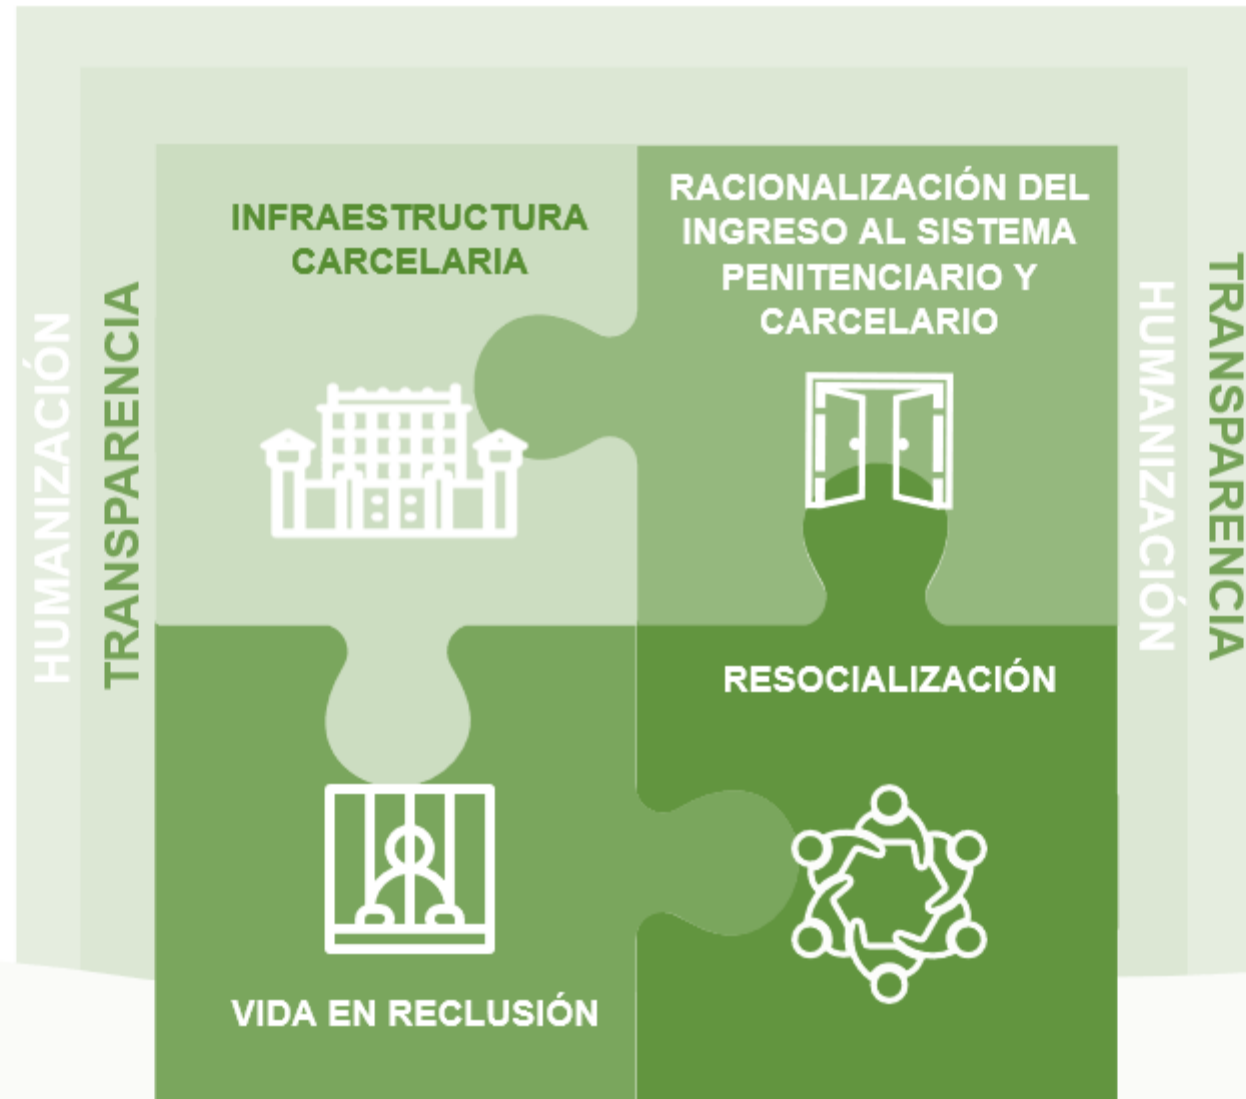 INFRAESTRUCTURA
CARCELARIA
RACIONALIZACIÓN DEL
INGRESO AL SISTEMA
PENITENCIARIO Y
CARCELARIO
HUMANIZACIÓN
TRANSPARENCIA
HUMANIZACIÓN
TRANSPARENCIA
RESOCIALIZACIÓN
VIDA EN RECLUSIÓN